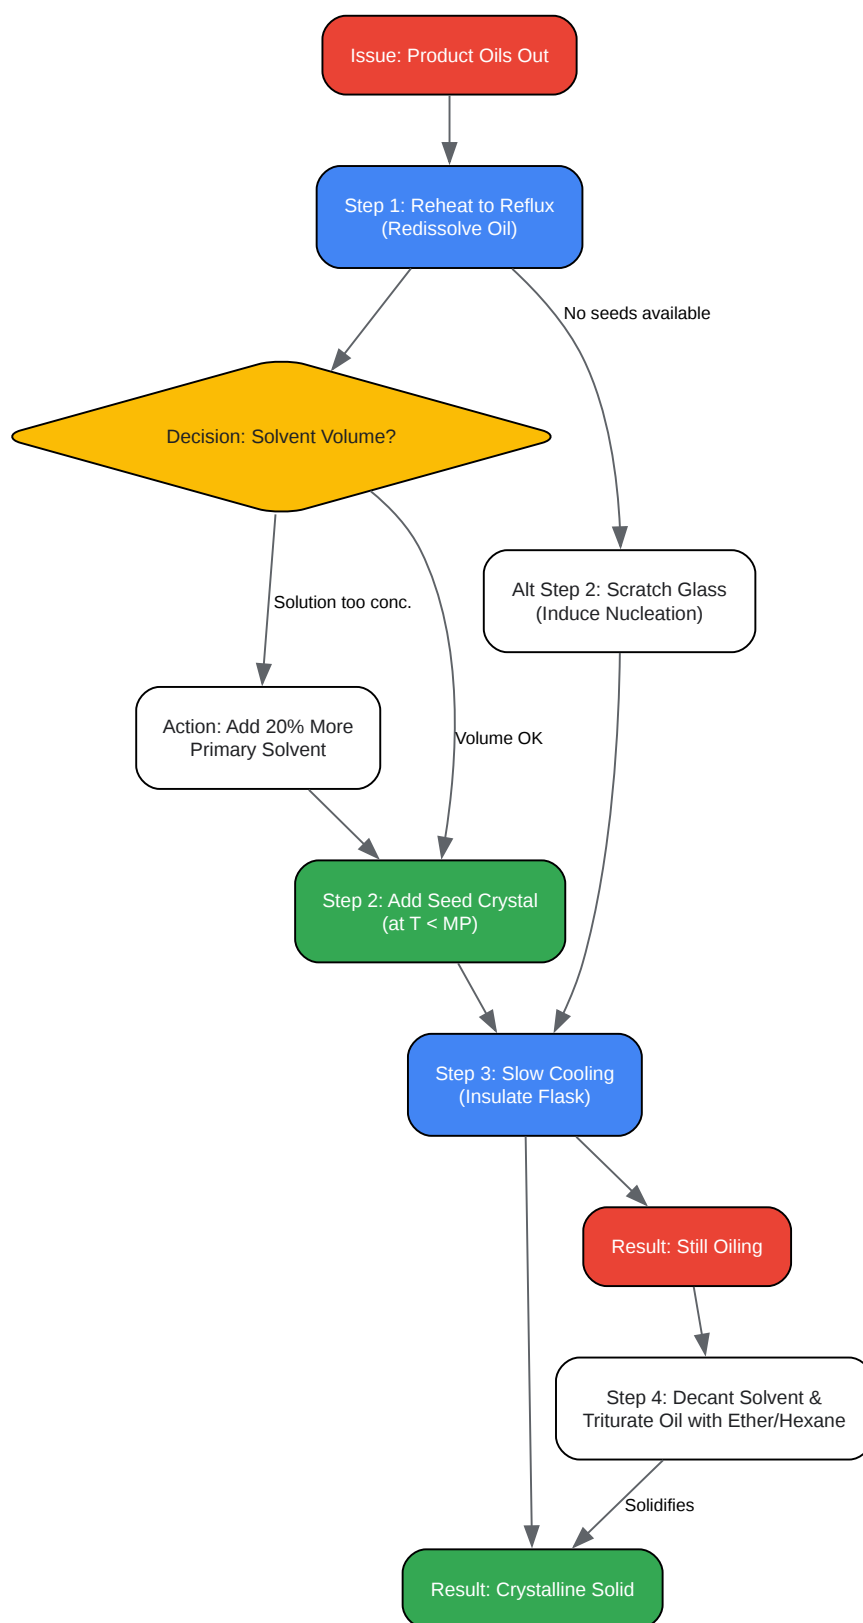 Issue: Product Oils Out
Step 1: Reheat to Reflux
(Redissolve Oil)
No seeds available
Decision: Solvent Volume?
Alt Step 2: Scratch Glass
(Induce Nucleation)
Solution too conc.
Action: Add 20% More
Primary Solvent
Volume OK
Step 2: Add Seed Crystal
(at T < MP)
Step 3: Slow Cooling
(Insulate Flask)
Result: Still Oiling
Step 4: Decant Solvent &
Triturate Oil with Ether/Hexane
Solidifies
Result: Crystalline Solid